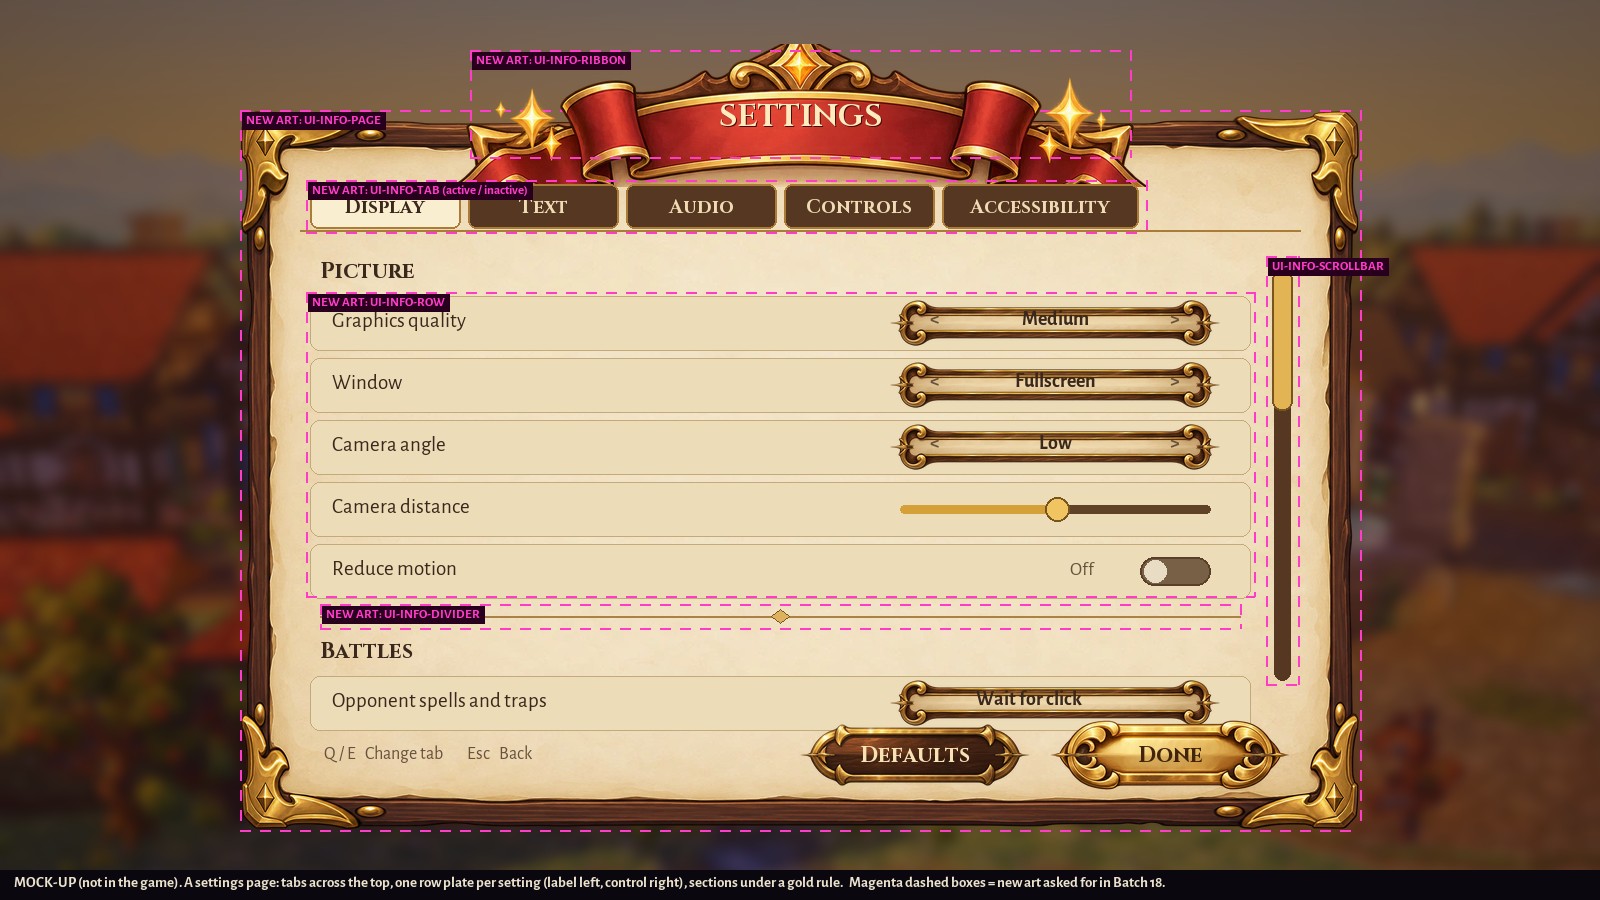 NEW ART: UI-INFO-RIBBON
SETTINGS
NEW ART: UI-INFO-PAGE
NEW ART: UI-INFO-TAB (active / inactive)
DISPLAY TEXT AUDIO CONTROLS ACCESSIBILITY
PICTURE
UI-INFO-SCROLLBAR
NEW ART: UI-INFO-ROW
Graphics quality < Medium >
Window < Fullscreen >
Camera angle < Low >
Camera distance
Reduce motion Off
NEW ART: UI-INFO-DIVIDER
BATTLES
Opponent spells and traps Wait for click
Q / E Change tab Esc Back DEFAULTS DONE
MOCK-UP (not in the game). A settings page: tabs across the top, one row plate per setting (label left, control right), sections under a gold rule. Magenta dashed boxes = new art asked for in Batch 18.